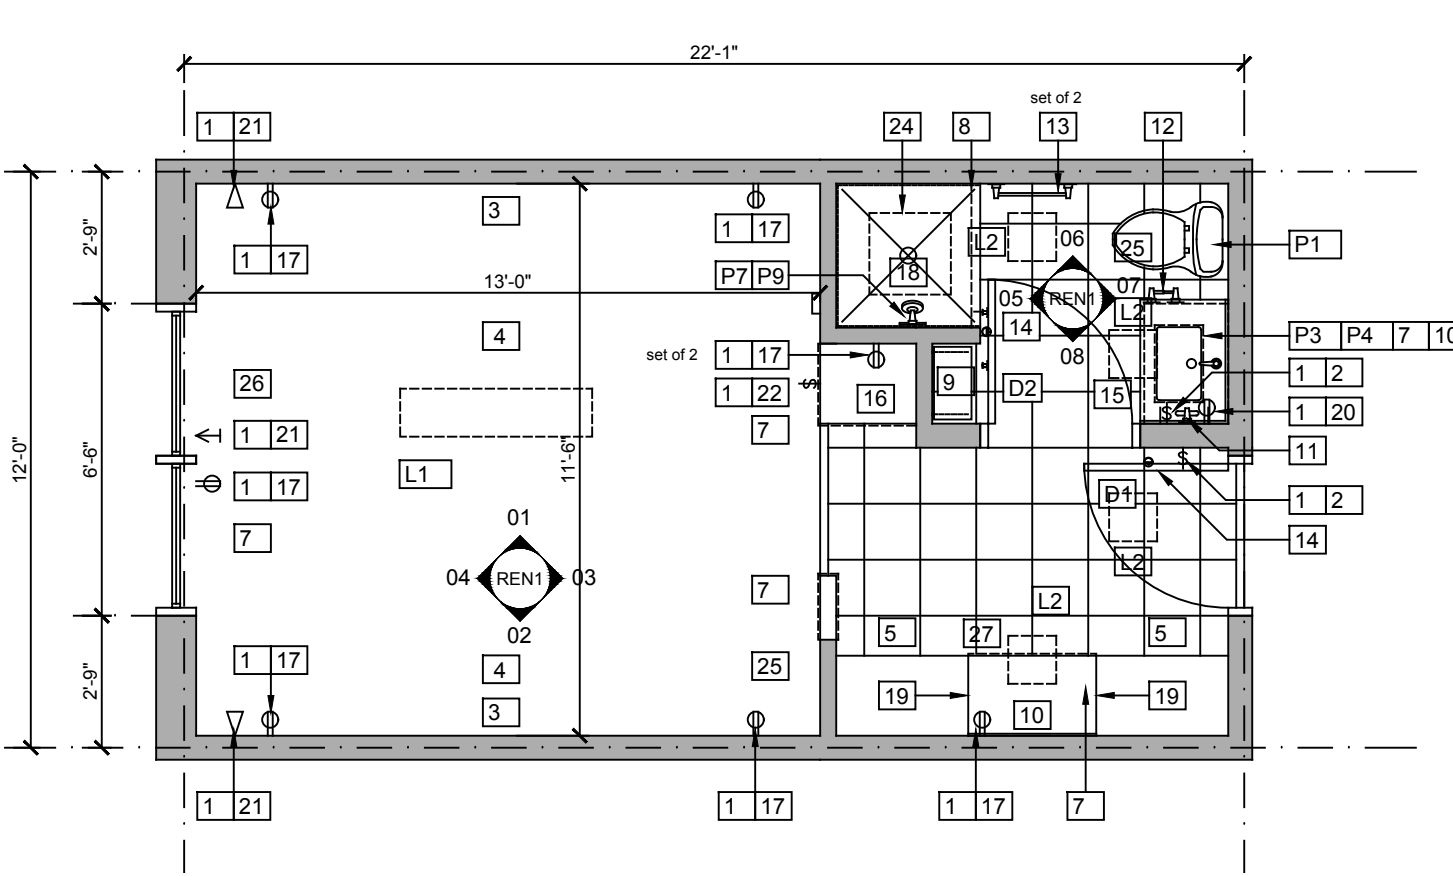 22'-1"
set of 2
1 21
24 8 13 12
3
1 17
1 17
L2 06 25 P1
P7 P9 18
2'-9"
13'-0"
05 REN1 07
L2
4
14
P3 P4 7 10
set of 2 1 17
08
1 2
26
1 22
9 D2 15
16
1 20
7
1 21
11
12'-0"
6'-6"
11'-6"
L1
1 17
D1
1 2
7
14
01
L2
04 REN1 03
7
L2
02
5 27 5
1 17
4
25
2'-9"
19 19
3
10
1 21
1 17
1 17
7